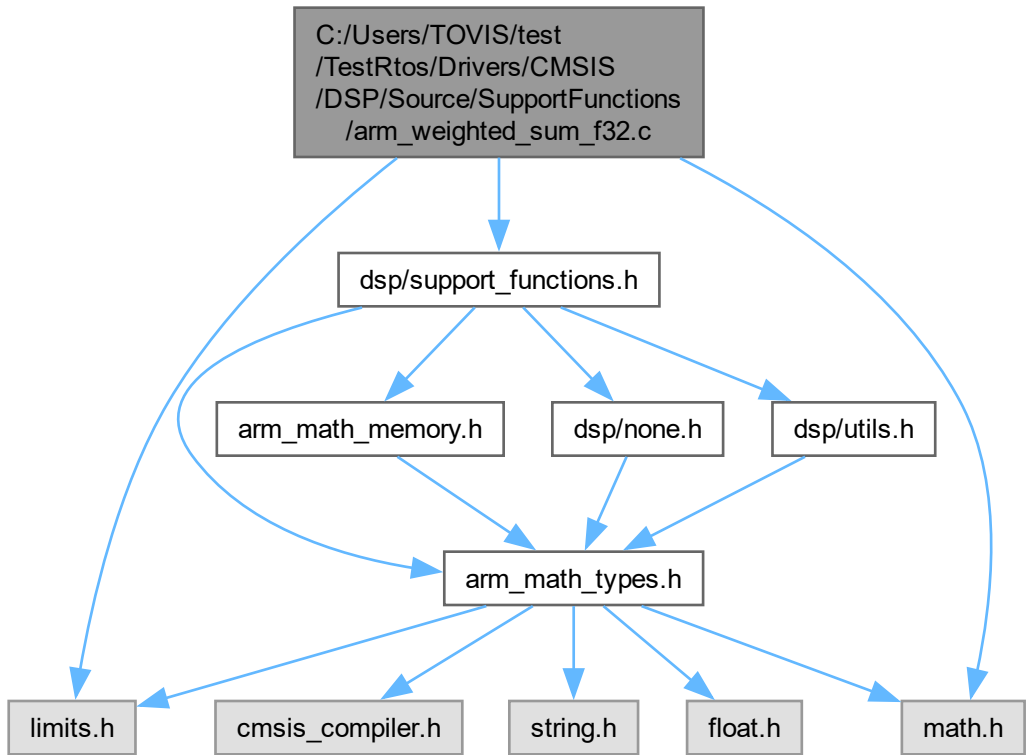 C:/Users/TOVIS/test
/TestRtos/Drivers/CMSIS
/DSP/Source/SupportFunctions
/arm_weighted_sum_f32.c
dsp/support_functions.h
arm_math_memory.h
dsp/none.h
dsp/utils.h
arm_math_types.h
limits.h
cmsis_compiler.h
string.h
float.h
math.h